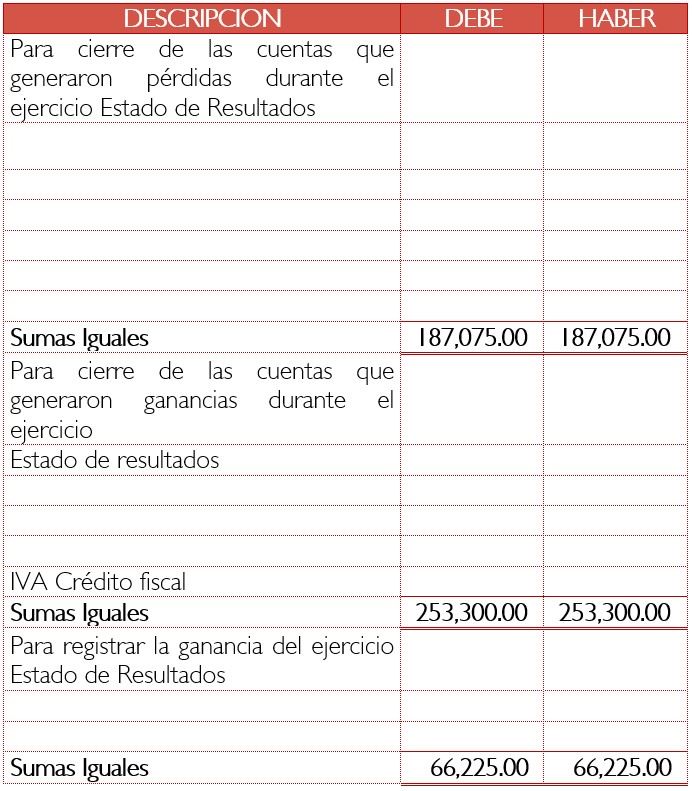 DESCRIPCION DEBE HABER
Para cierre de las cuentas que
generaron pérdidas durante el
ejercicio Estado de Resultados
Sumas Iguales 187,075.00 187,075.00
Para cierre de las cuentas que
generaron ganancias durante el
ejercicio
Estado de resultados
IVA Crédito fiscal
Sumas Iguales 253,300.00 253,300.00
Para registrar la ganancia del ejercicio
Estado de Resultados
Sumas Iguales 66,225.00 66,225.00